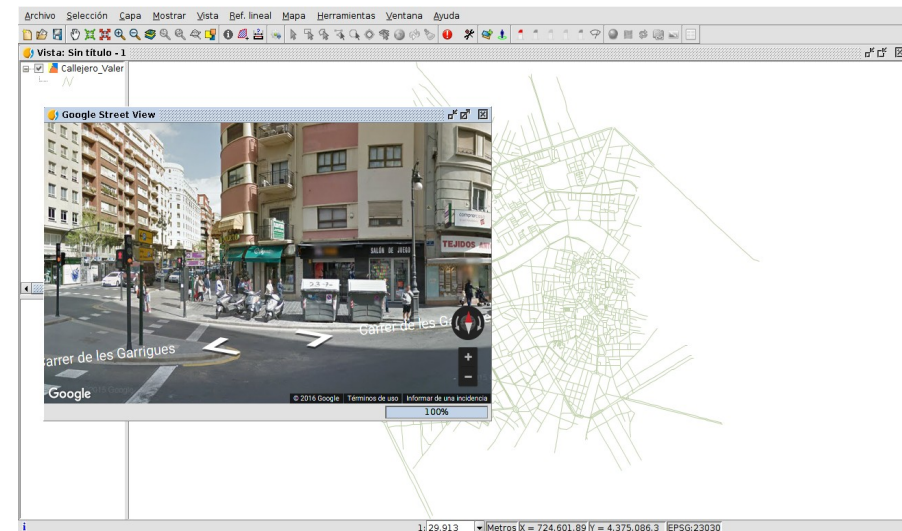 Archivo Selección Capa Mostrar Vista Ref. lineal Mapa Herramientas Ventana Ayuda
Vista: Sin título - 1
Callejero_Valer
Google Street View
SALÓN DE JUEGO
TEJIDOS
Carrer de les G
arrer de les Garrigues
+
−
Google
© 2016 Google Términos de uso Informar de una incidencia
100%
1: 29.913 Metros X = 724.601,89 Y = 4.375.086,3 EPSG:23030